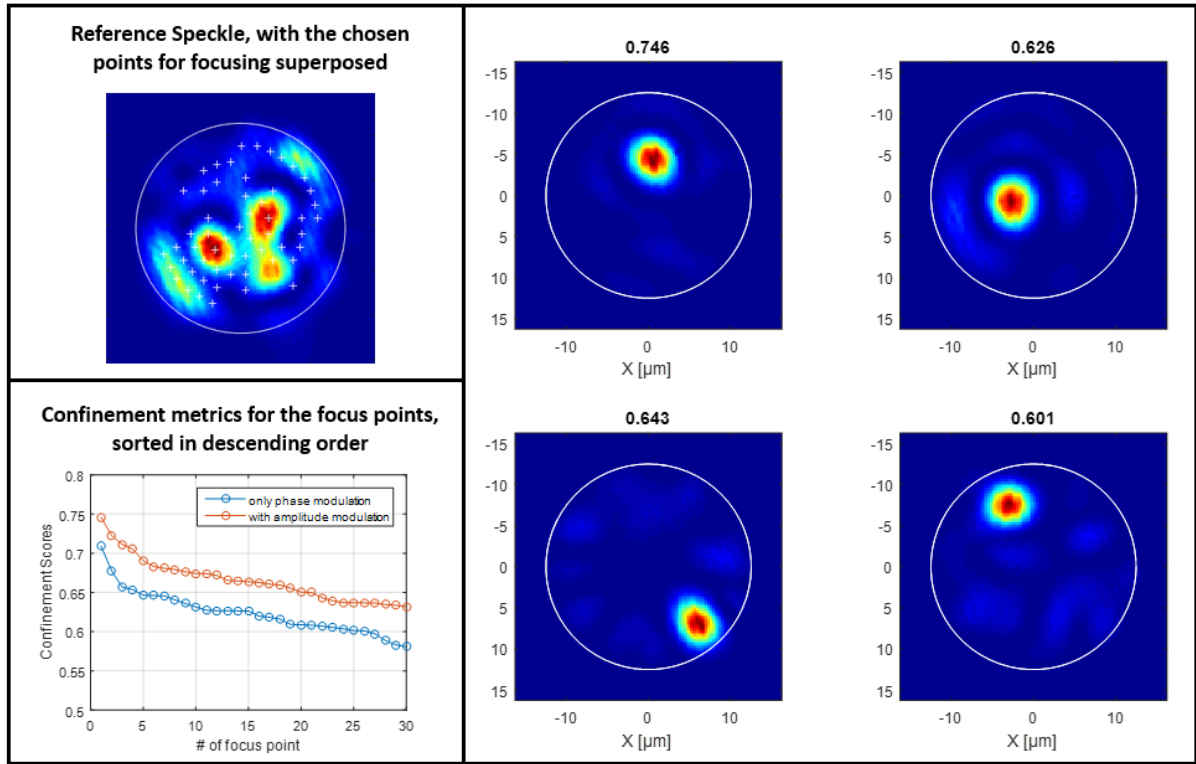 Reference Speckle, with the chosen
points for focusing superposed
Confinement metrics for the focus points,
sorted in descending order
0.8
0.75
0.7
0.65
0.6
0.55
0.5
Confinement Scores
only phase modulation
with amplitude modulation
0 5 10 15 20 25 30
# of focus point
0.746
-15
-10
-5
0
5
10
15
-10 0 10
X [µm]
0.626
-15
-10
-5
0
5
10
15
-10 0 10
X [µm]
0.643
-15
-10
-5
0
5
10
15
-10 0 10
X [µm]
0.601
-15
-10
-5
0
5
10
15
-10 0 10
X [µm]